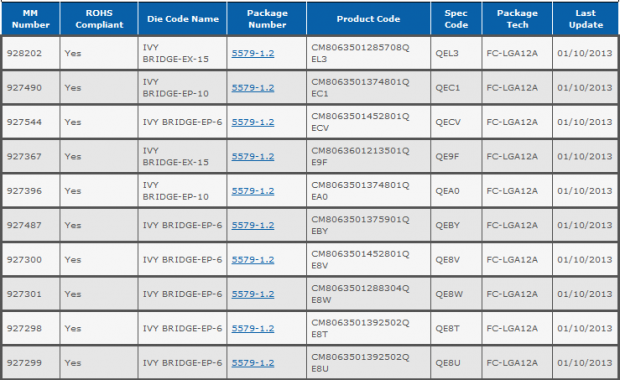 MM Number ROHS Compliant Die Code Name Package Number Product Code Spec Code Package Tech Last Update
928202 Yes IVY BRIDGE-EX-15 5579-1.2 CM8063501285708Q EL3 QEL3 FC-LGA12A 01/10/2013
927490 Yes IVY BRIDGE-EP-10 5579-1.2 CM8063501374801Q EC1 QEC1 FC-LGA12A 01/10/2013
927544 Yes IVY BRIDGE-EP-6 5579-1.2 CM8063501452801Q ECV QECV FC-LGA12A 01/10/2013
927367 Yes IVY BRIDGE-EX-15 5579-1.2 CM8063601213501Q E9F QE9F FC-LGA12A 01/10/2013
927396 Yes IVY BRIDGE-EP-10 5579-1.2 CM8063501374801Q EA0 QEA0 FC-LGA12A 01/10/2013
927487 Yes IVY BRIDGE-EP-6 5579-1.2 CM8063501375901Q EBY QEBY FC-LGA12A 01/10/2013
927300 Yes IVY BRIDGE-EP-6 5579-1.2 CM8063501452801Q E8V QE8V FC-LGA12A 01/10/2013
927301 Yes IVY BRIDGE-EP-6 5579-1.2 CM8063501288304Q E8W QE8W FC-LGA12A 01/10/2013
927298 Yes IVY BRIDGE-EP-6 5579-1.2 CM8063501392502Q E8T QE8T FC-LGA12A 01/10/2013
927299 Yes IVY BRIDGE-EP-6 5579-1.2 CM8063501392502Q E8U QE8U FC-LGA12A 01/10/2013